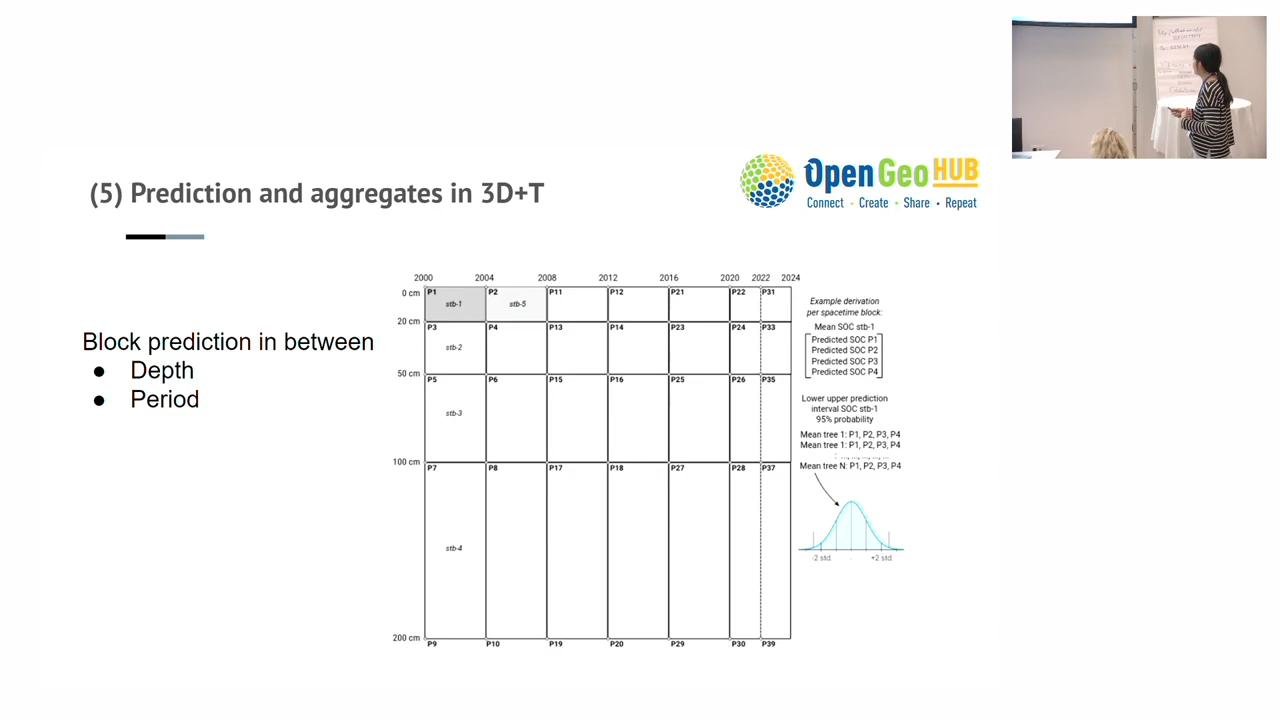 (5) Prediction and aggregates in 3D+T
Open Geo HUB
Connect - Create - Share - Repeat
Block prediction in between
● Depth
● Period
2000 2004 2008 2012 2016 2020 2022 2024
0 cm P1 P2 P11 P12 P21 P22 P31
stb-1 stb-5
20 cm P3 P4 P13 P14 P23 P24 P33
stb-2
50 cm P5 P6 P15 P16 P25 P26 P35
stb-3
100 cm P7 P8 P17 P18 P27 P28 P37
stb-4
200 cm P9 P10 P19 P20 P29 P30 P39
Example derivation
per spacetime block:
Mean SOC stb-1
Predicted SOC P1
Predicted SOC P2
Predicted SOC P3
Predicted SOC P4
Lower upper prediction
interval SOC stb-1
95% probability
Mean tree 1: P1, P2, P3, P4
Mean tree 1: P1, P2, P3, P4
Mean tree N: P1, P2, P3, P4
-2 std. +2 std.